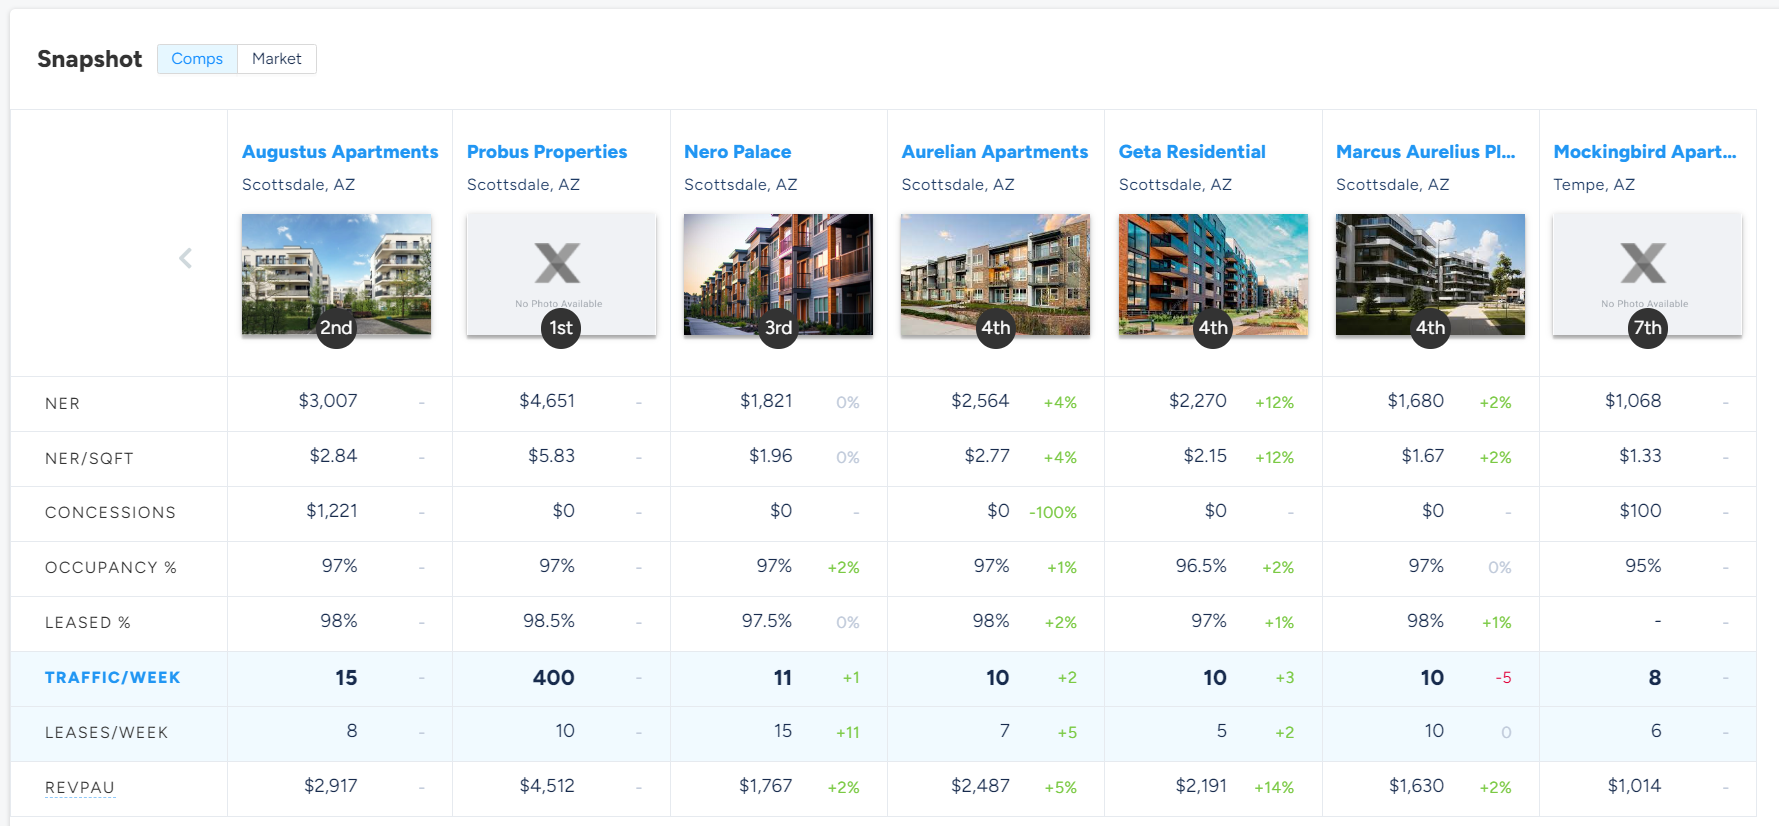 Snapshot Comps Market
Augustus Apartments Probus Properties Nero Palace Aurelian Apartments Geta Residential Marcus Aurelius Pl... Mockingbird Apart...
Scottsdale, AZ Scottsdale, AZ Scottsdale, AZ Scottsdale, AZ Scottsdale, AZ Scottsdale, AZ Tempe, AZ
No Photo Available No Photo Available
2nd 1st 3rd 4th 4th 4th 7th
NER $3,007 - $4,651 - $1,821 0% $2,564 +4% $2,270 +12% $1,680 +2% $1,068 -
NER/SQFT $2.84 - $5.83 - $1.96 0% $2.77 +4% $2.15 +12% $1.67 +2% $1.33 -
CONCESSIONS $1,221 - $0 - $0 - $0 -100% $0 - $0 - $100 -
OCCUPANCY % 97% - 97% - 97% +2% 97% +1% 96.5% +2% 97% 0% 95% -
LEASED % 98% - 98.5% - 97.5% 0% 98% +2% 97% +1% 98% +1% - -
TRAFFIC/WEEK 15 - 400 - 11 +1 10 +2 10 +3 10 -5 8 -
LEASES/WEEK 8 - 10 - 15 +11 7 +5 5 +2 10 0 6 -
REVPAU $2,917 - $4,512 - $1,767 +2% $2,487 +5% $2,191 +14% $1,630 +2% $1,014 -